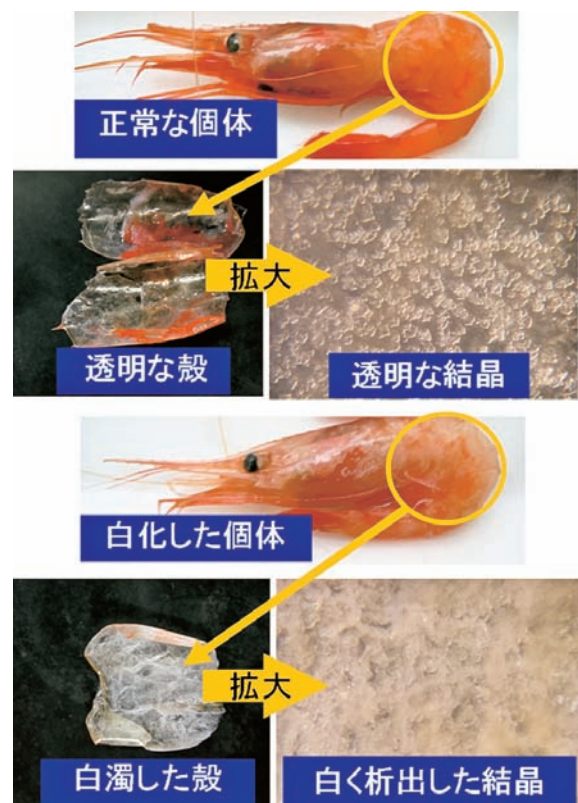 正常な個体
拡大
透明な殻
透明な結晶
白化した個体
拡大
白濁した殻
白く析出した結晶